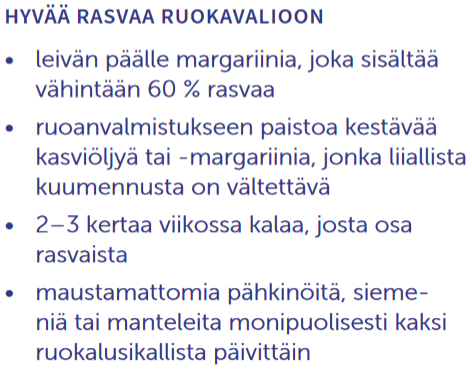 HYVÄÄ RASVAA RUOKAVALIOON
• leivän päälle margariinia, joka sisältää
vähintään 60 % rasvaa
• ruoanvalmistukseen paistoa kestävää
kasviöljyä tai -margariinia, jonka liiallista
kuumennusta on vältettävä
• 2–3 kertaa viikossa kalaa, josta osa
rasvaista
• maustamattomia pähkinöitä, sieme-
niä tai manteleita monipuolisesti kaksi
ruokalusikallista päivittäin